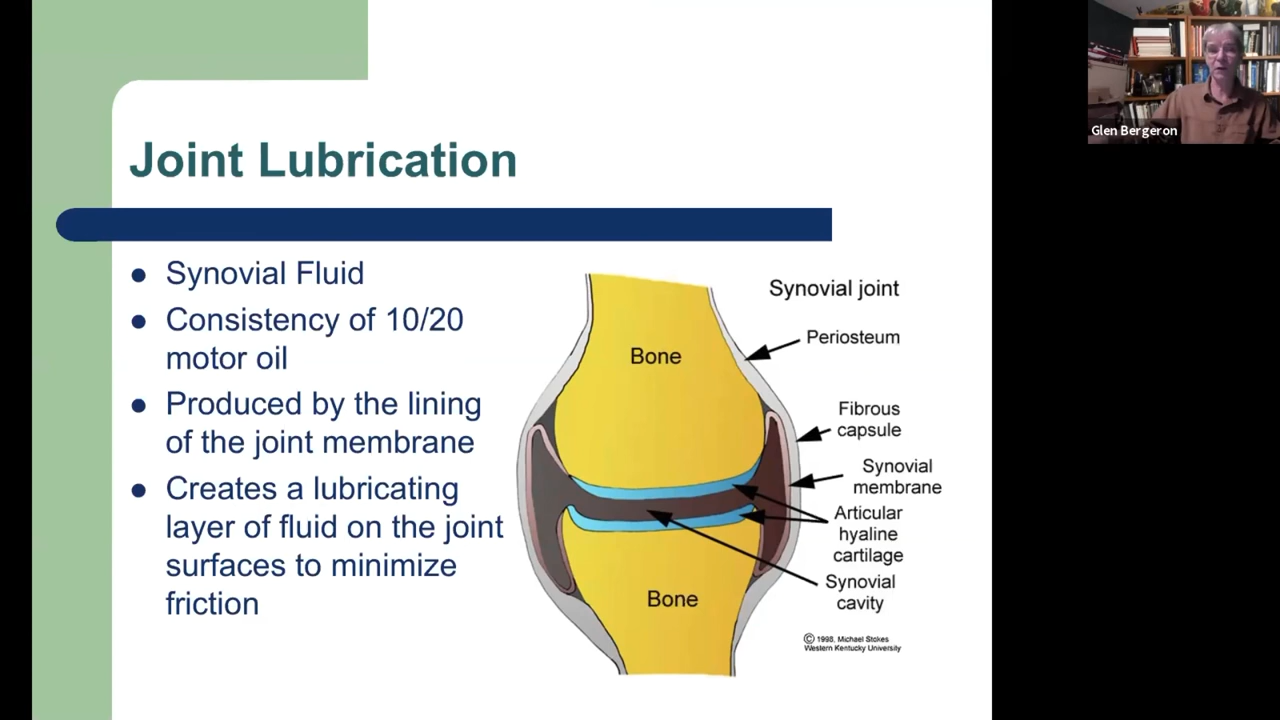 Glen Bergeron
Joint Lubrication
● Synovial Fluid
● Consistency of 10/20
motor oil
● Produced by the lining
of the joint membrane
● Creates a lubricating
layer of fluid on the joint
surfaces to minimize
friction
Synovial joint
Periosteum
Bone
Fibrous
capsule
Synovial
membrane
Articular
hyaline
cartilage
Synovial
cavity
Bone
© 1998, Michael Stokes
Western Kentucky University